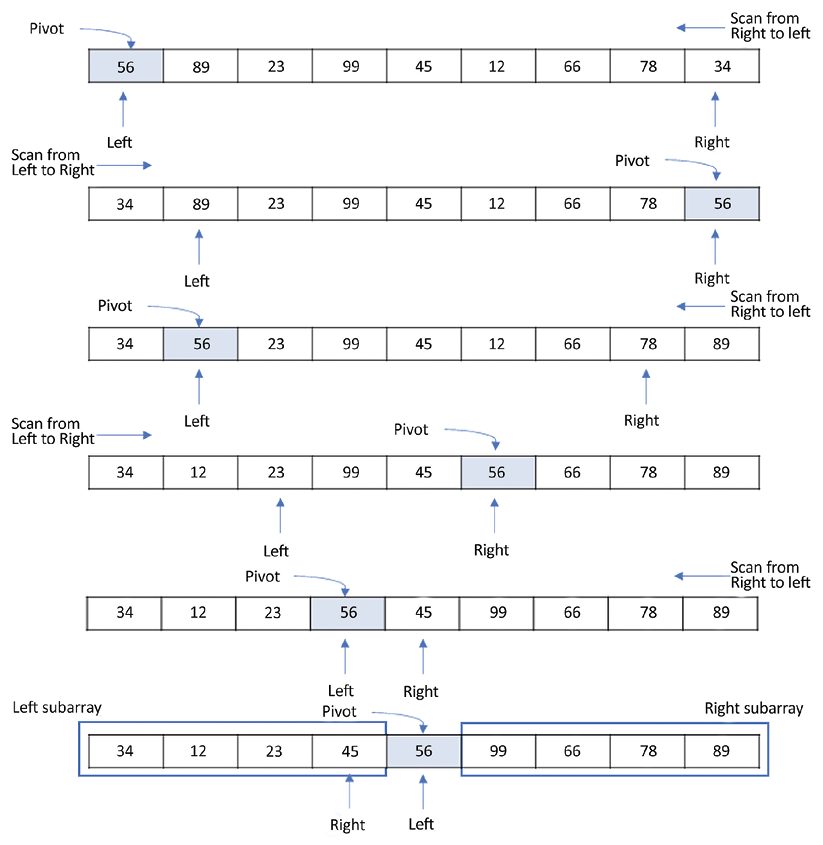 Pivot
Scan from
Right to left
56 89 23 99 45 12 66 78 34
Left
Right
Scan from
Left to Right
Pivot
34 89 23 99 45 12 66 78 56
Left
Right
Pivot
Scan from
Right to left
34 56 23 99 45 12 66 78 89
Left
Right
Scan from
Left to Right
Pivot
34 12 23 99 45 56 66 78 89
Left
Right
Pivot
Scan from
Right to left
34 12 23 56 45 99 66 78 89
Left
Right
Left subarray
Pivot
Right subarray
34 12 23 45 56 99 66 78 89
Right
Left